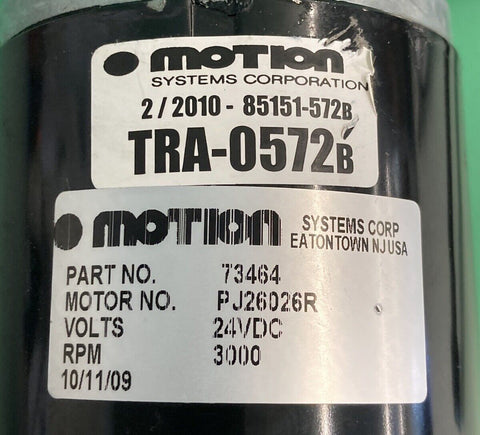 MOTION
SYSTEMS CORPORATION
2 / 2010 - 85151-572B
TRA-0572B
MOTION SYSTEMS CORP
EATONTOWN NJ USA
PART NO. 73464
MOTOR NO. PJ26026R
VOLTS 24VDC
RPM 3000
10/11/09